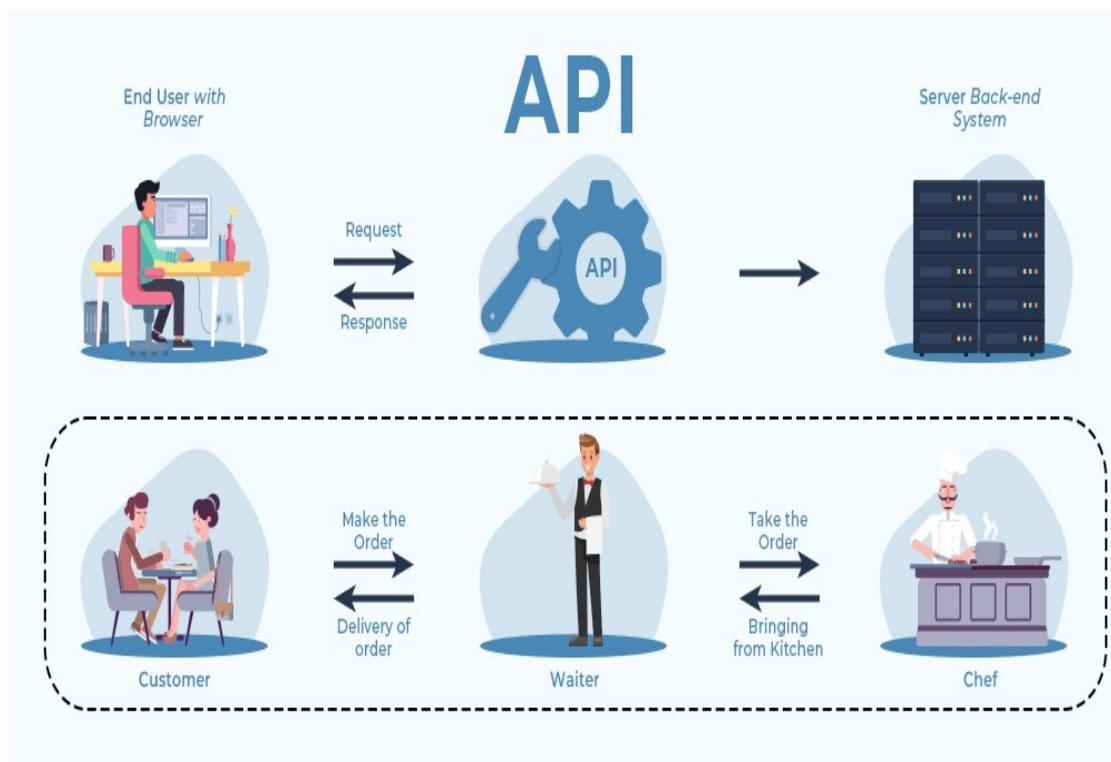 API
End User with
Browser
Server Back-end
System
Request
API
Response
Make the
Order
Take the
Order
Delivery of
order
Bringing
from Kitchen
Customer
Waiter
Chef